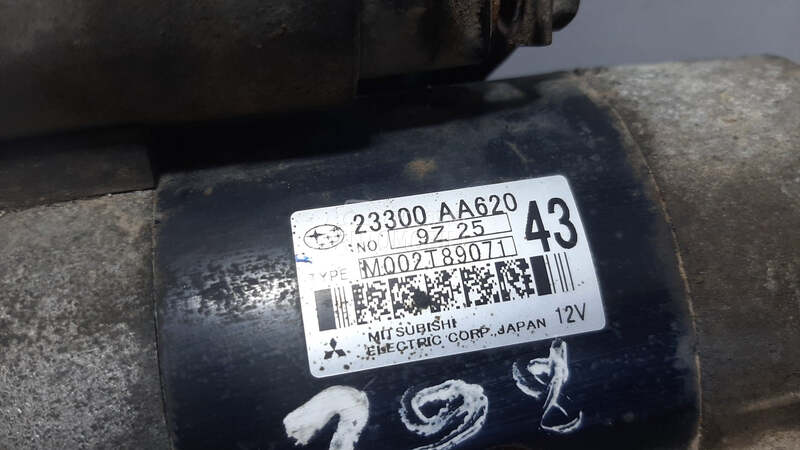 23300 AA620
NO 9Z 25
43
TYPE M002T89071
MITSUBISHI
ELECTRIC CORP. JAPAN 12V